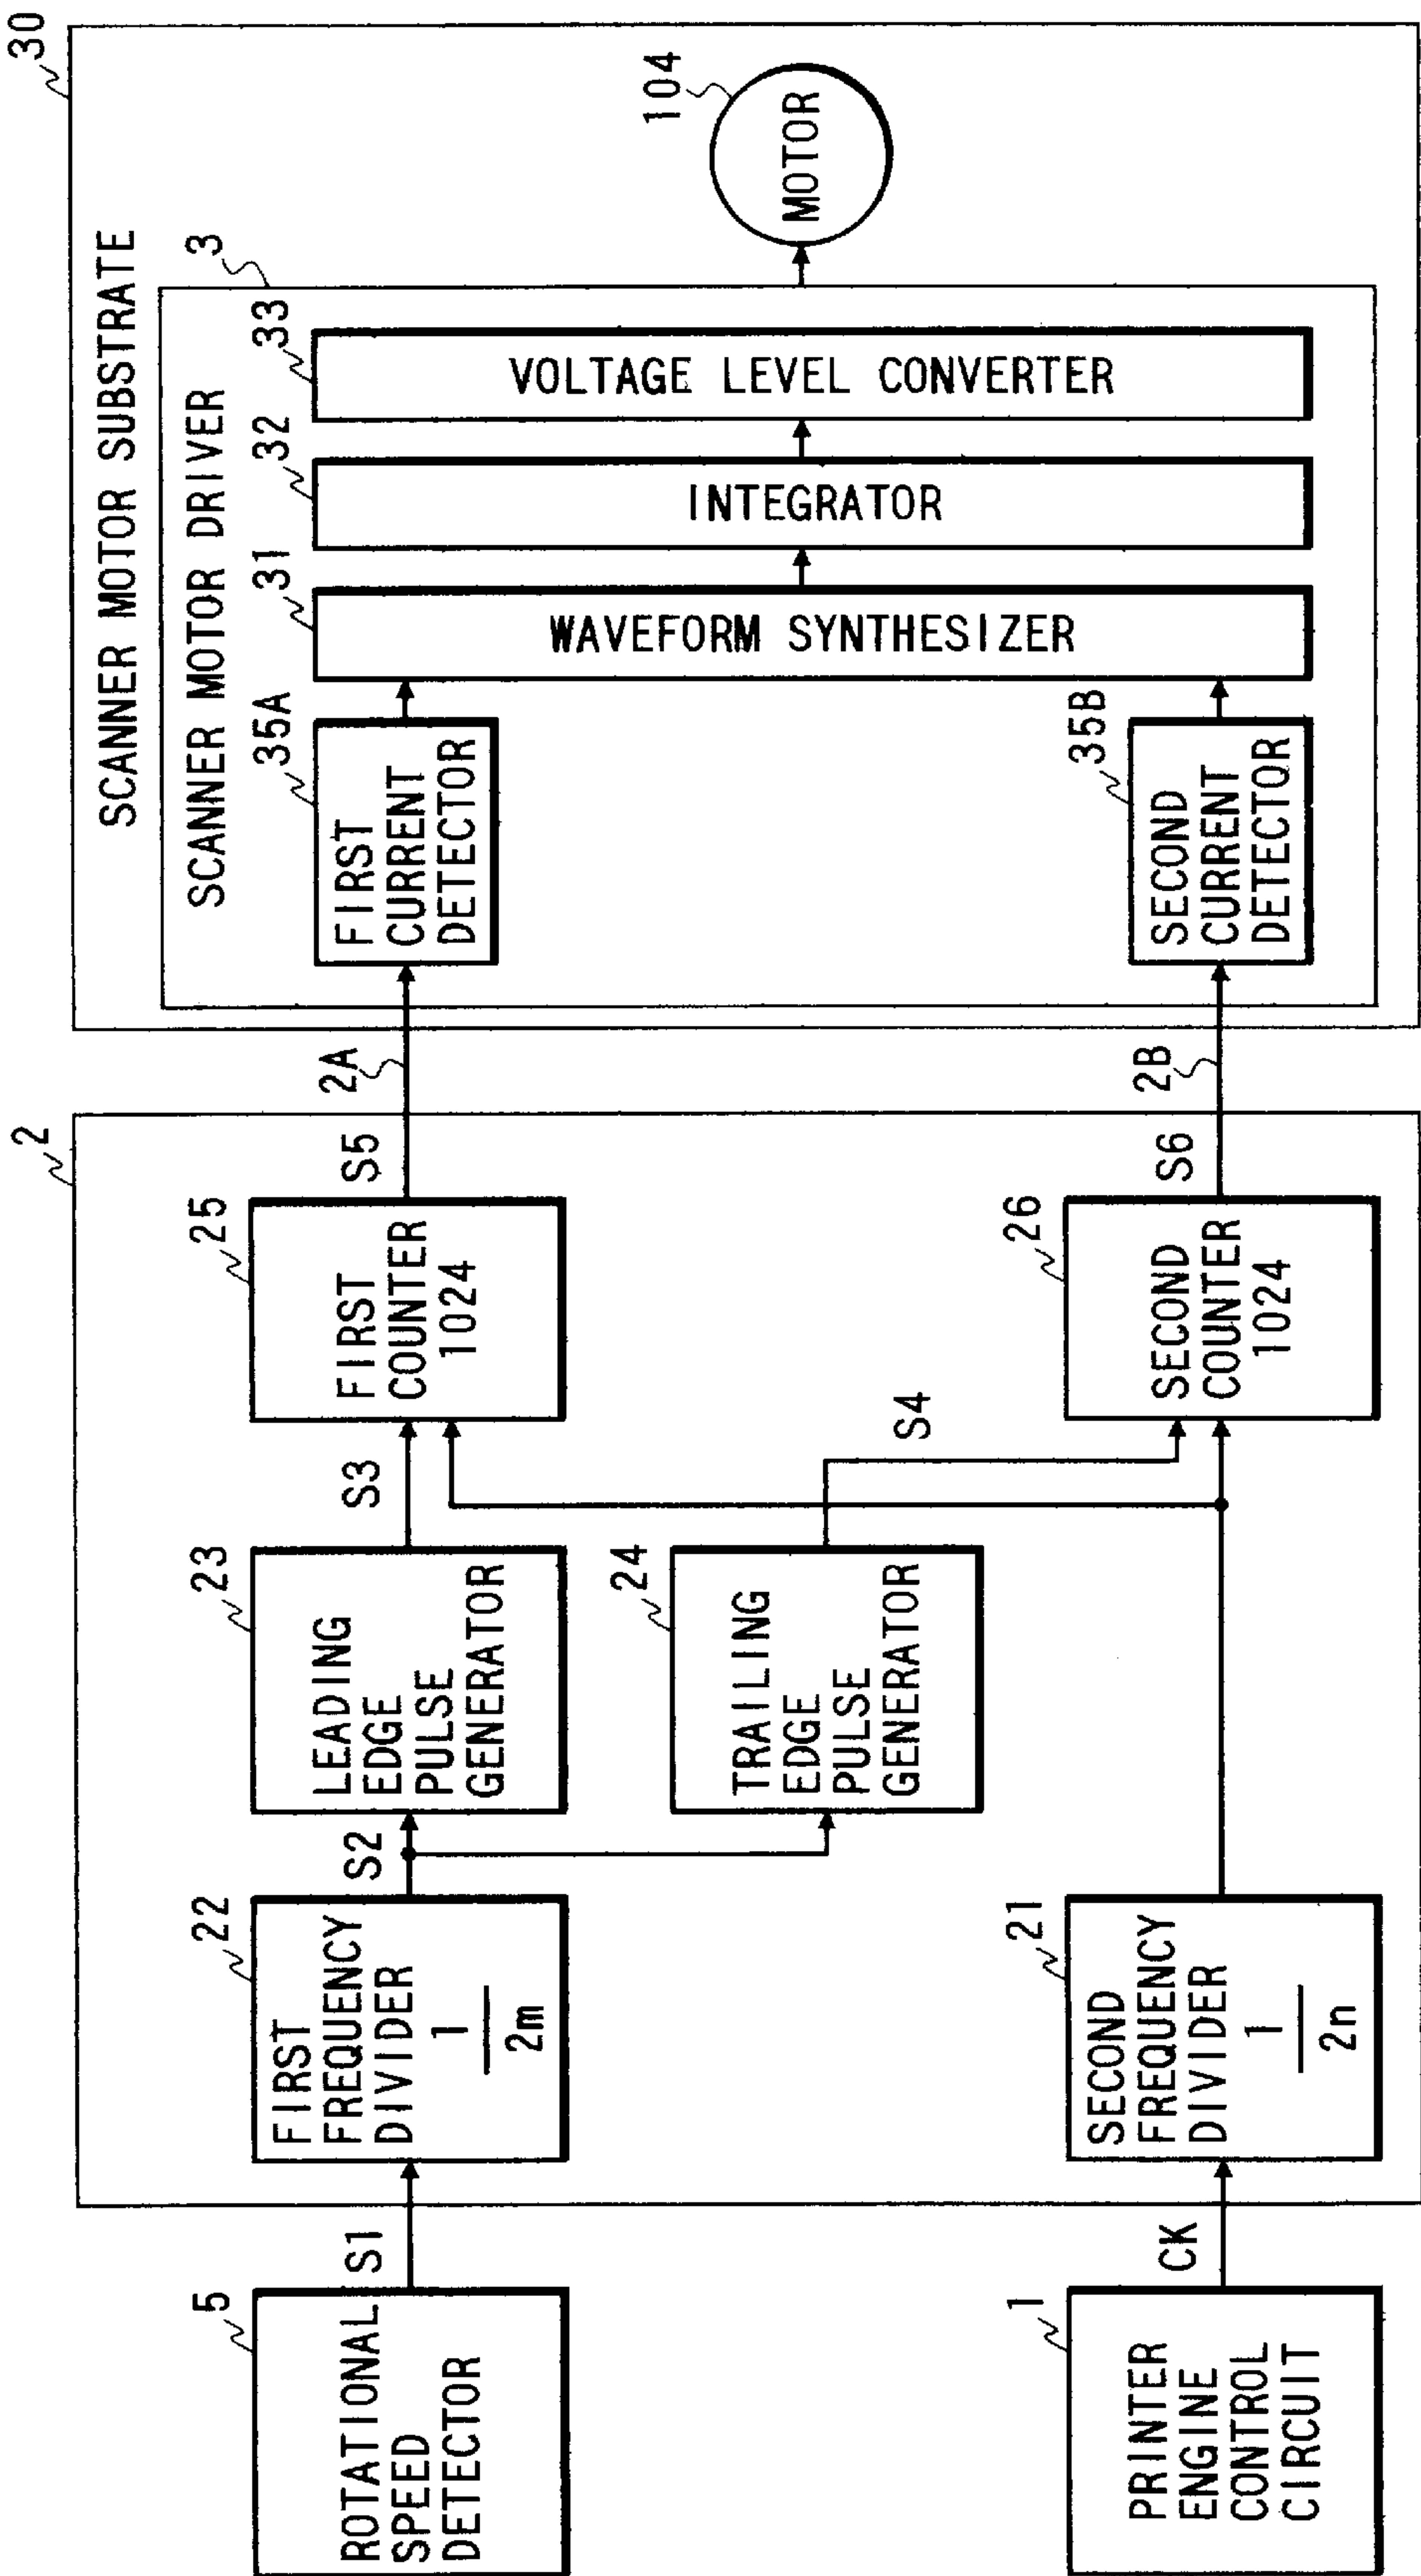 30
SCANNER MOTOR SUBSTRATE
SCANNER MOTOR DRIVER
3
35A
FIRST
CURRENT
DETECTOR
35B
SECOND
CURRENT
DETECTOR
31
WAVEFORM SYNTHESIZER
32
INTEGRATOR
33
VOLTAGE LEVEL CONVERTER
104
MOTOR
2
2A
2B
S5
S6
25
FIRST
COUNTER
1024
26
SECOND
COUNTER
1024
S3
S4
23
LEADING
EDGE
PULSE
GENERATOR
24
TRAILING
EDGE
PULSE
GENERATOR
S2
22
FIRST
FREQUENCY
DIVIDER
1
2m
21
SECOND
FREQUENCY
DIVIDER
1
2n
S1
CK
5
ROTATIONAL
SPEED
DETECTOR
1
PRINTER
ENGINE
CONTROL
CIRCUIT